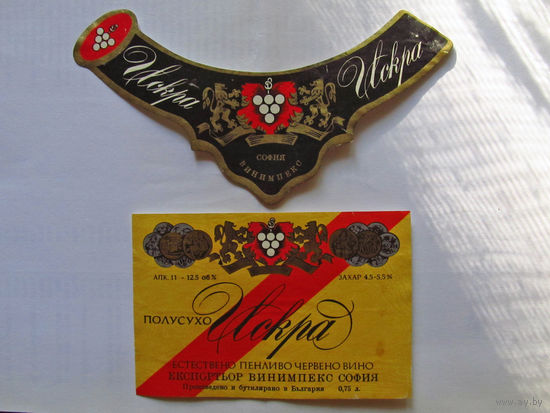 Искра
Искра
СОФИЯ
ВИНИМПЕКС
АЛК. 11 - 12.5 об %
ЗАХАР 4.5-5.5%
ПОЛУСУХО
Искра
ЕСТЕСТВЕНО ПЕНЛИВО ЧЕРВЕНО ВИНО
ЕКСПОРТЬОР ВИНИМПЕКС СОФИЯ
Произведено и бутилирано в България 0,75 л.
www.ay.by